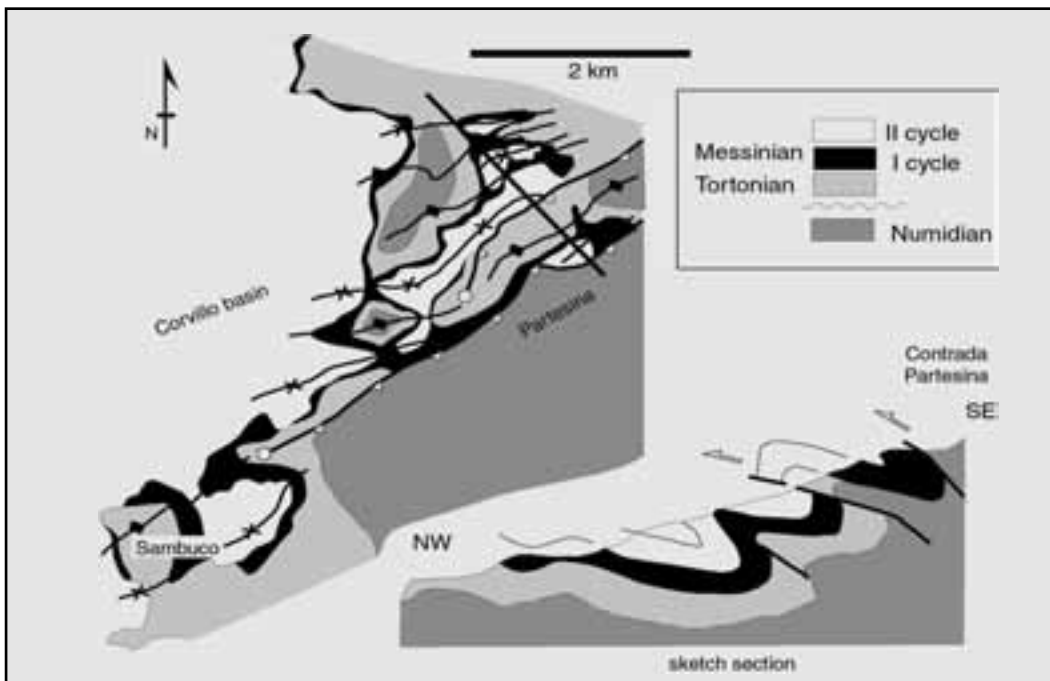 2 km
N
II cycle
Messinian
I cycle
Tortonian
Numidian
Corvillo basin
Partesina
Contrada
Partesina
SE
NW
Sambuco
sketch section